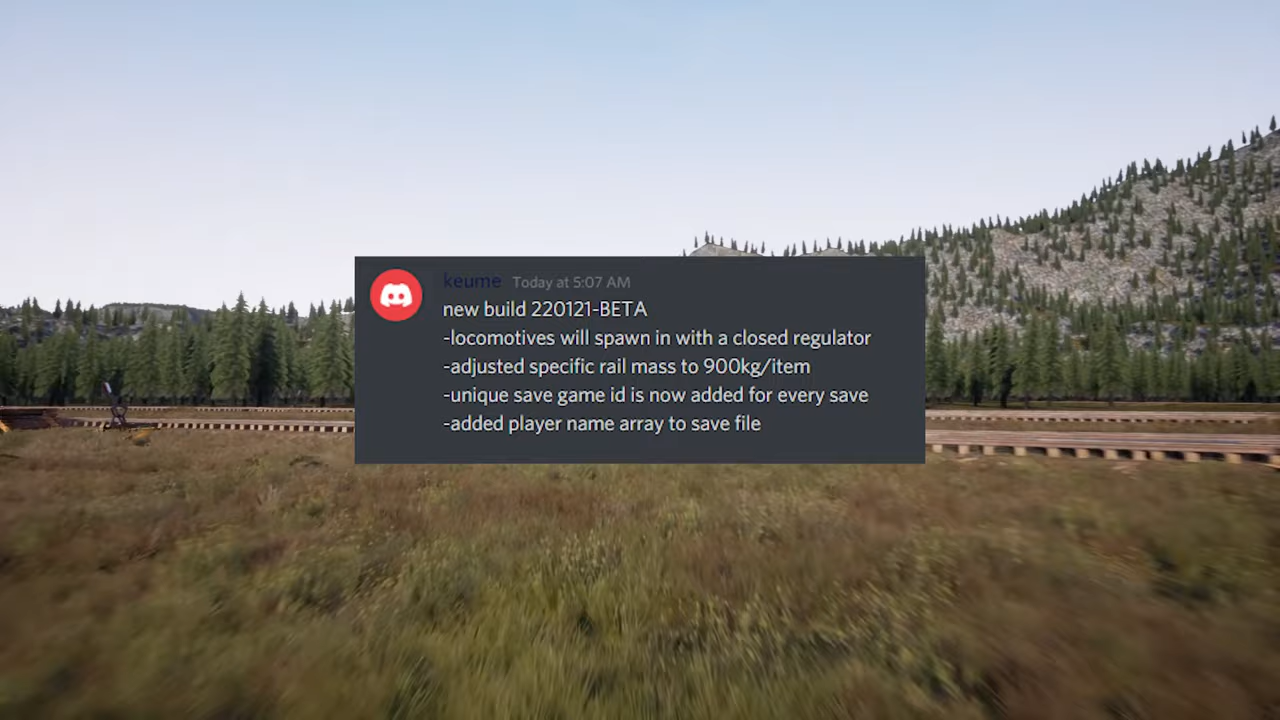 keume Today at 5:07 AM
new build 220121-BETA
-locomotives will spawn in with a closed regulator
-adjusted specific rail mass to 900kg/item
-unique save game id is now added for every save
-added player name array to save file